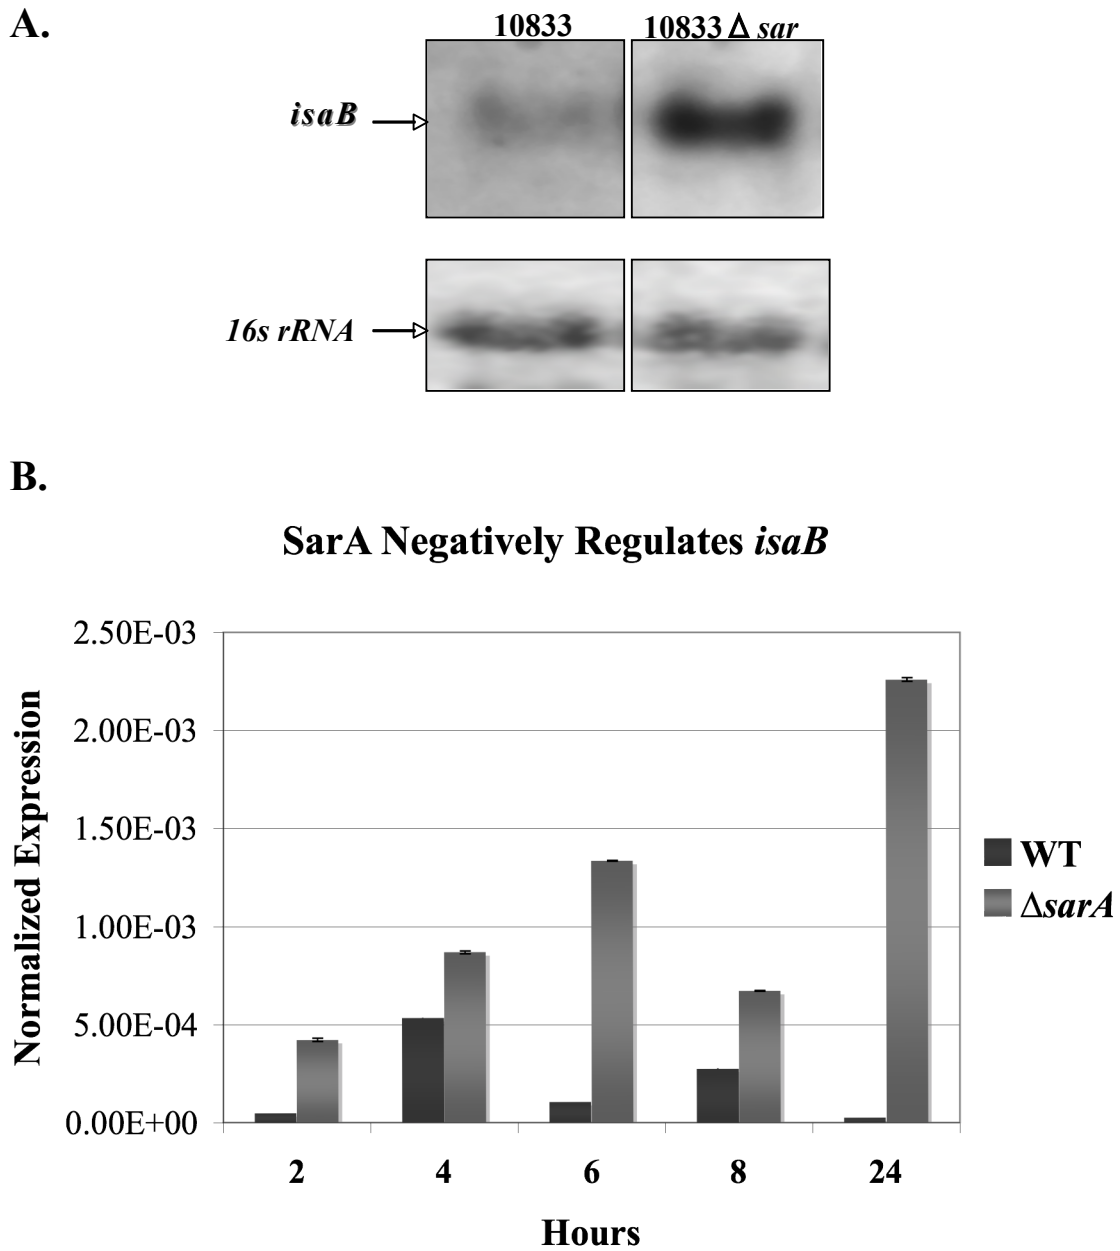 A.
10833 10833 Δ sar
isaB
16s rRNA
B.
SarA Negatively Regulates isaB
2.50E-03
2.00E-03
1.50E-03
1.00E-03
5.00E-04
0.00E+00
Normalized Expression
WT
ΔsarA
2 4 6 8 24
Hours